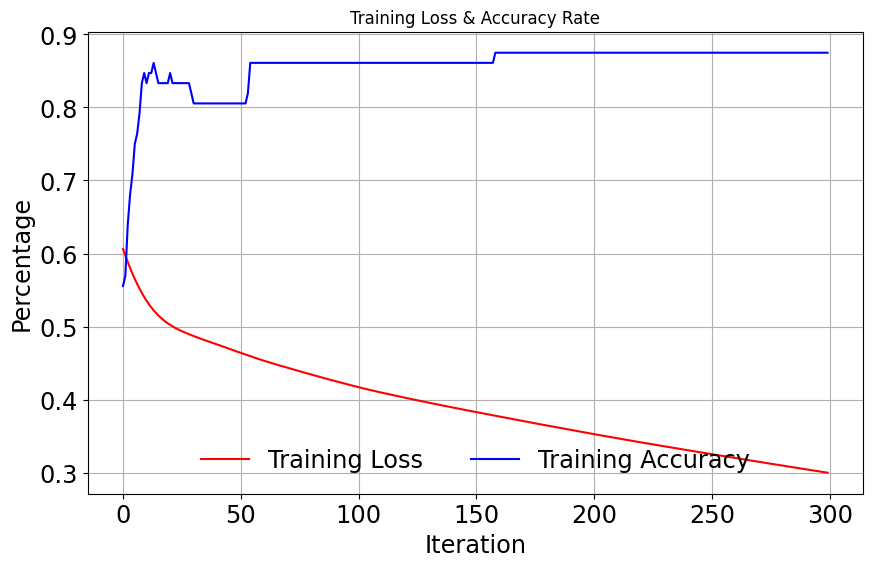 Training Loss & Accuracy Rate
0.9
0.8
0.7
0.6
0.5
0.4
0.3
Percentage
Training Loss
Training Accuracy
0 50 100 150 200 250 300
Iteration